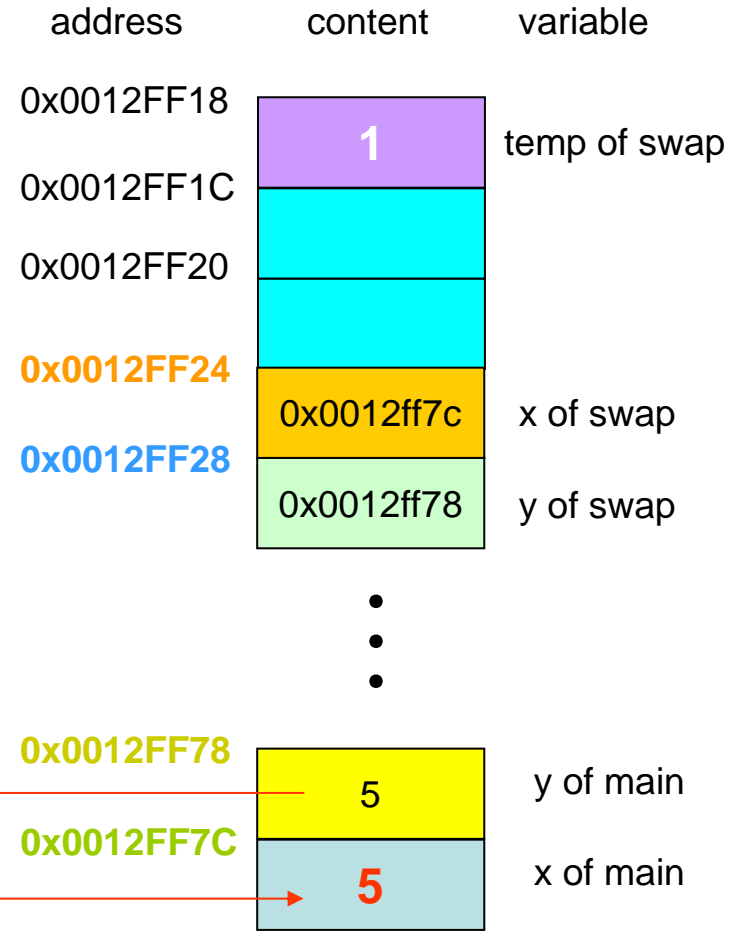 address content variable
0x0012FF18
1 temp of swap
0x0012FF1C
0x0012FF20
0x0012FF24
0x0012ff7c x of swap
0x0012FF28
0x0012ff78 y of swap
0x0012FF78
5 y of main
0x0012FF7C
5 x of main